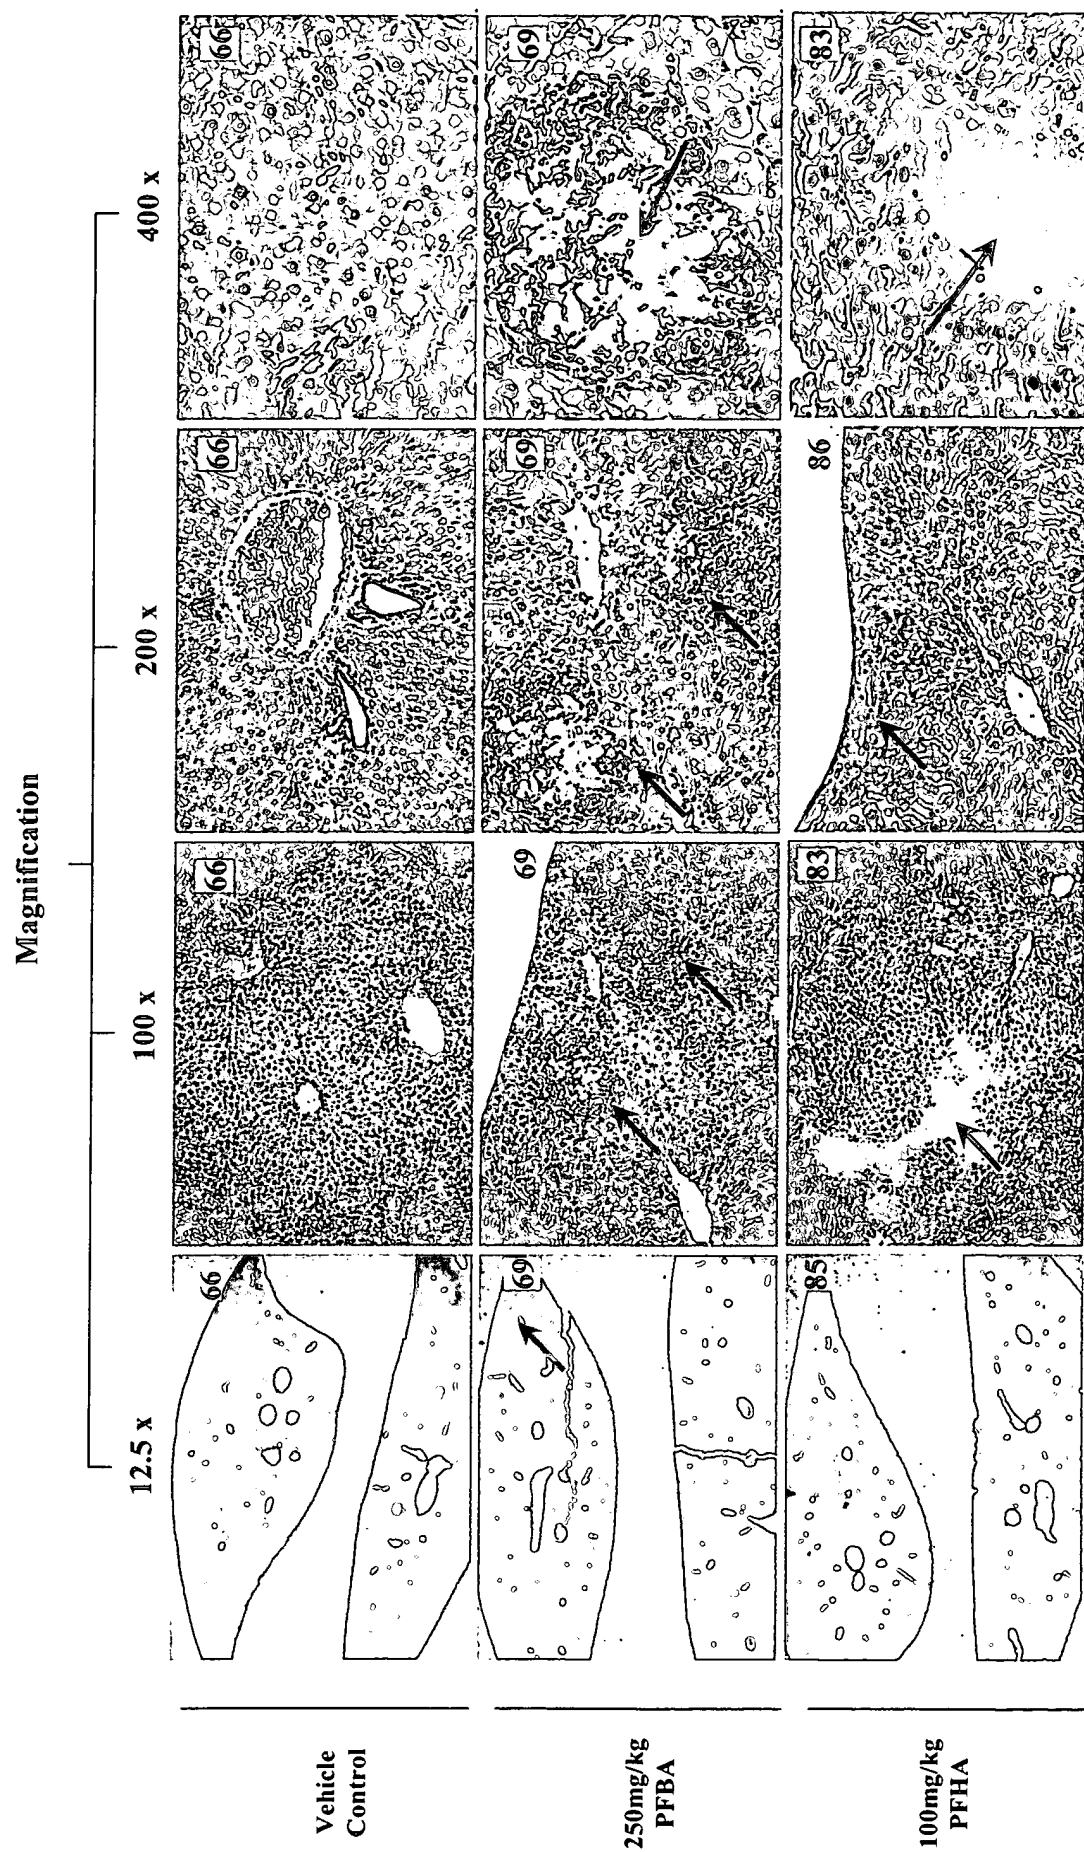 Magnification
12.5 x
100 x
200 x
400 x
Vehicle
Control
66
66
66
66
250mg/kg
PFBA
69
69
69
69
100mg/kg
PFHA
85
83
86
83